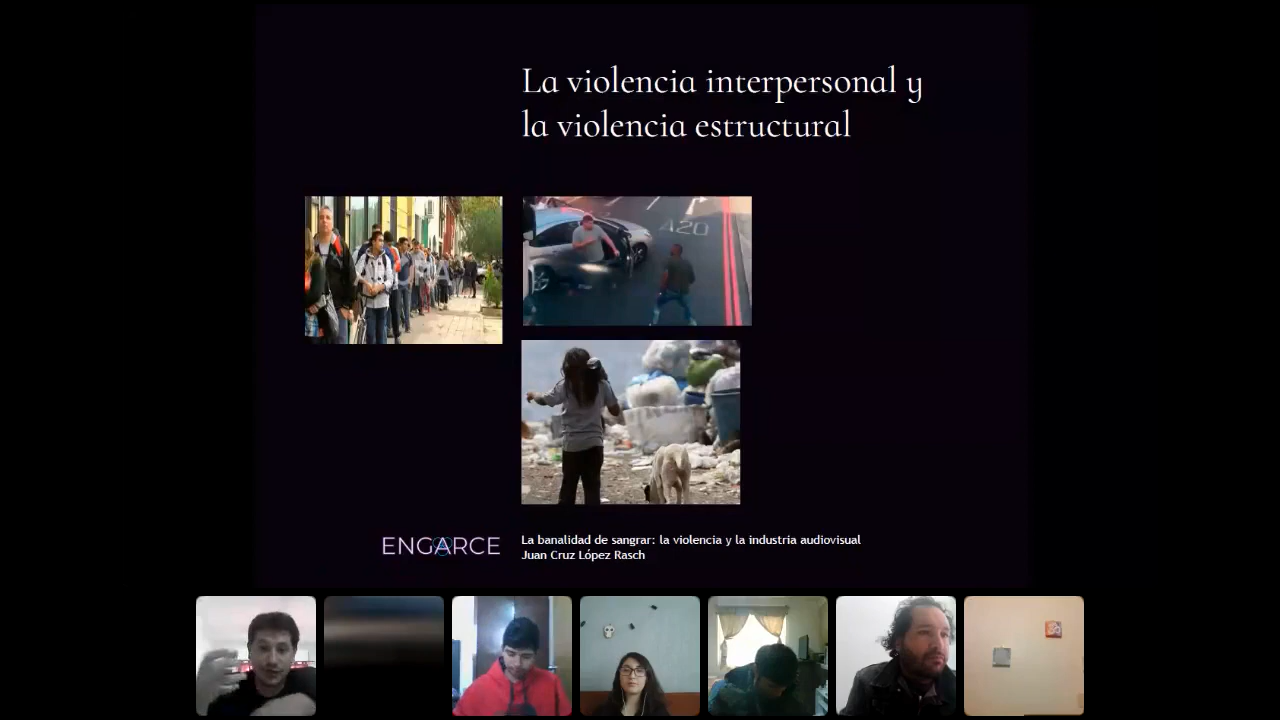 La violencia interpersonal y
la violencia estructural
A20
ENGARCE
La banalidad de sangrar: la violencia y la industria audiovisual
Juan Cruz López Rasch